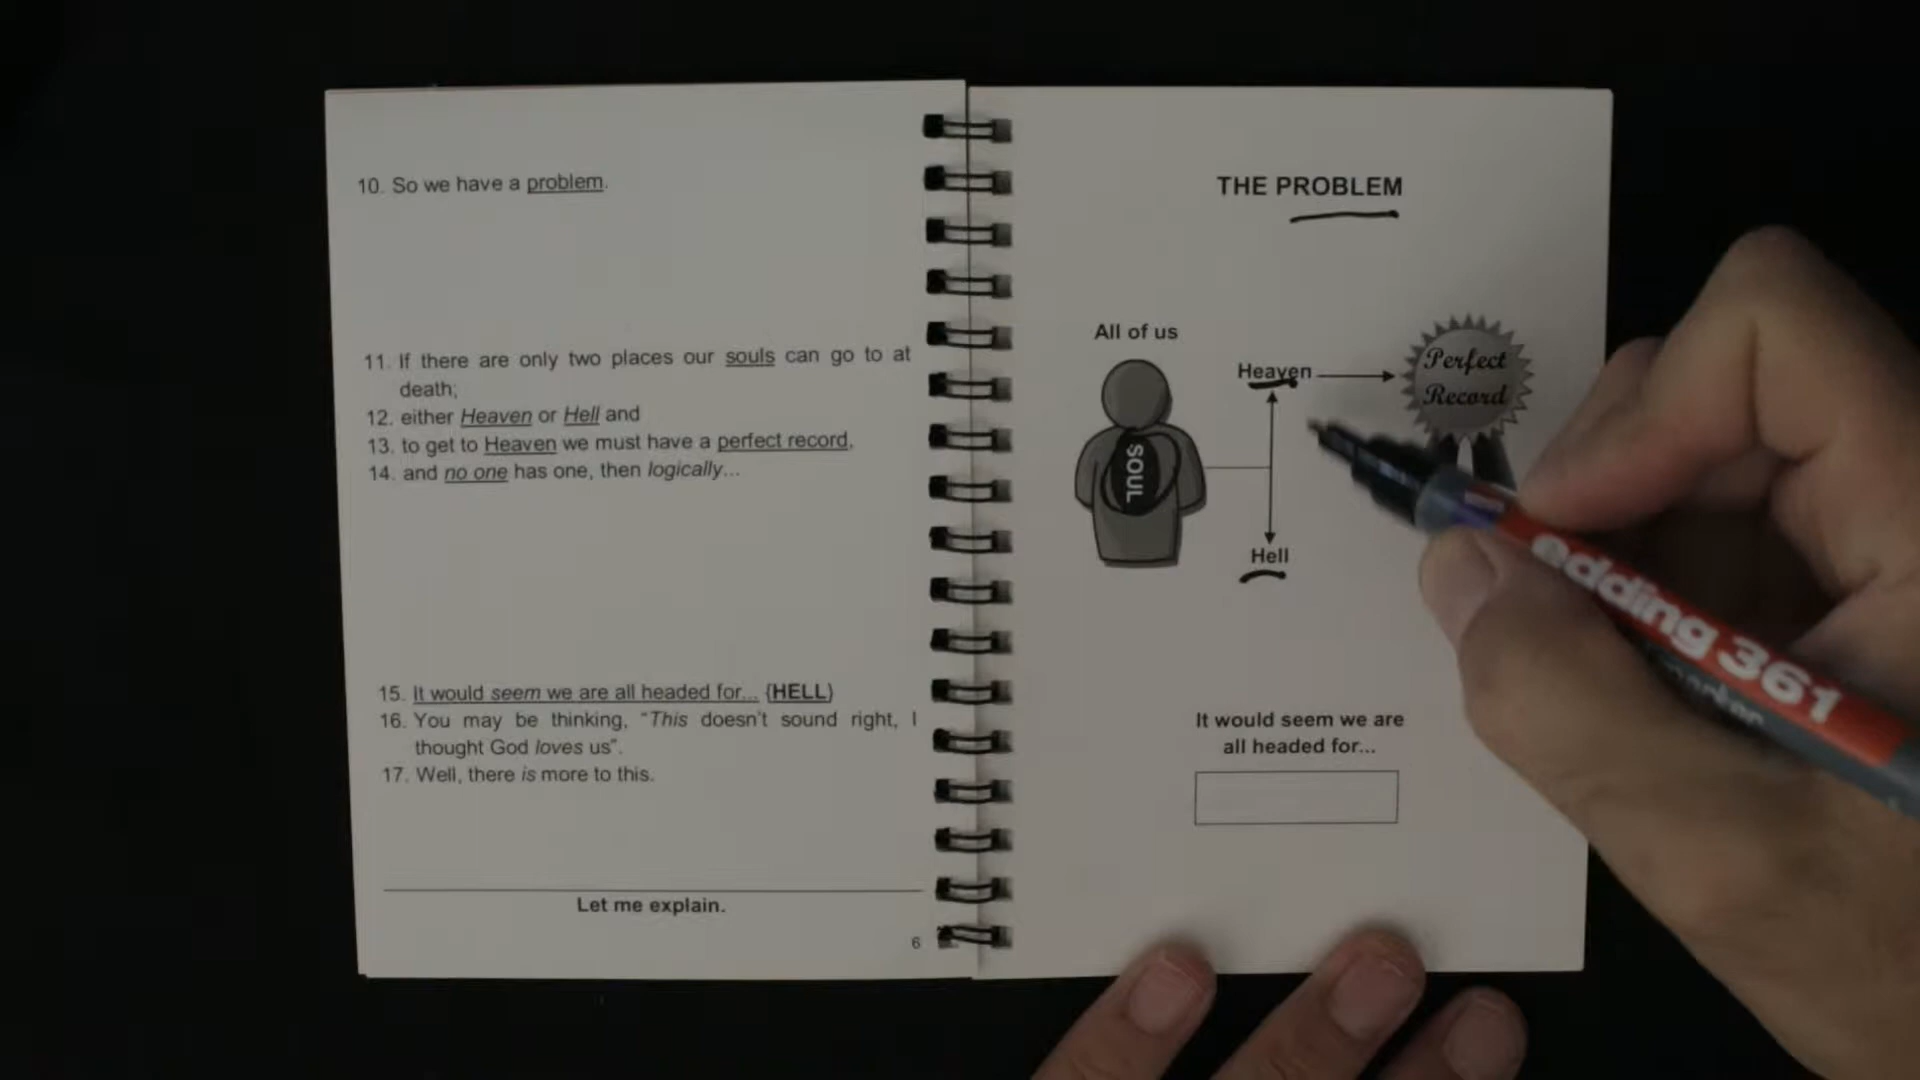 10. So we have a problem.
11. If there are only two places our souls can go to at
death;
12. either Heaven or Hell and
13. to get to Heaven we must have a perfect record,
14. and no one has one, then logically...
15. It would seem we are all headed for... (HELL)
16. You may be thinking, “This doesn't sound right, I
thought God loves us”.
17. Well, there is more to this.
Let me explain.
6
THE PROBLEM
All of us
SOUL
Heaven
Perfect
Record
Hell
It would seem we are
all headed for...
edding 361